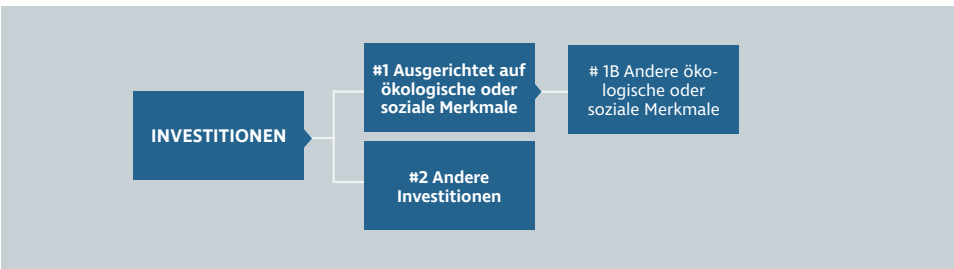 INVESTITIONEN
#1 Ausgerichtet auf
ökologische oder
soziale Merkmale
# 1B Andere öko-
logische oder
soziale Merkmale
#2 Andere
Investitionen